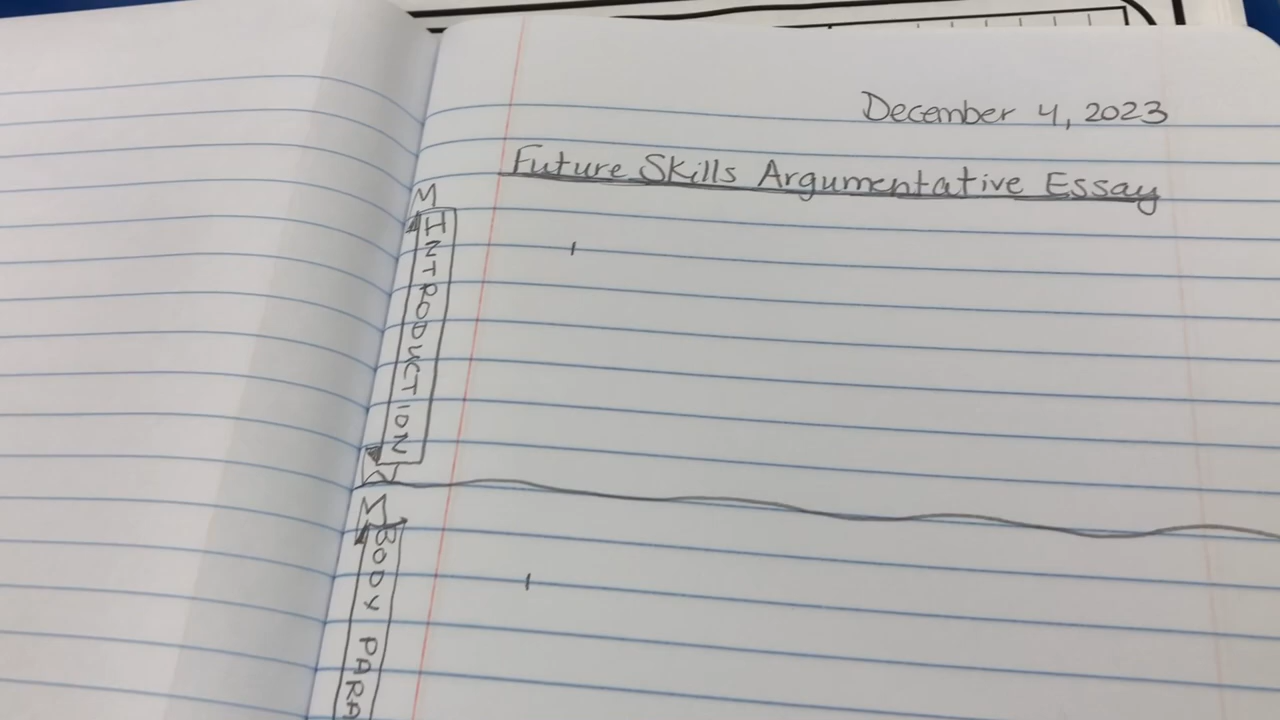 December 4, 2023
Future Skills Argumentative Essay
INTRODUCTION
BODY PARA